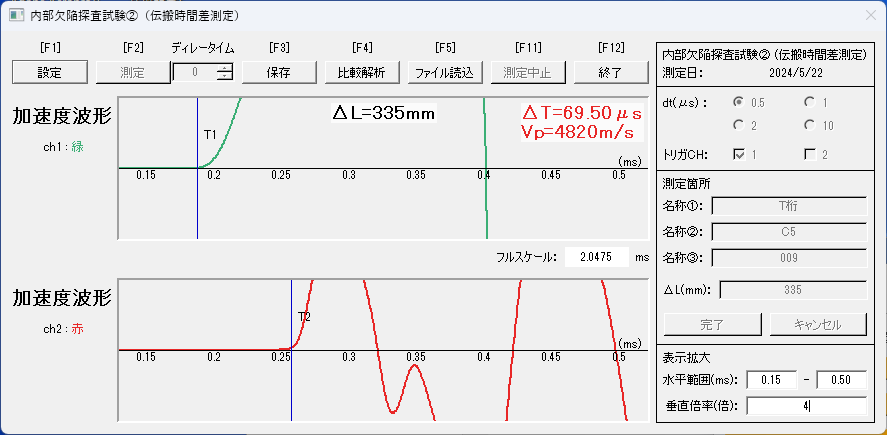 内部欠陥探査試験② (伝搬時間差測定)
[F1] [F2] ディレータイム [F3] [F4] [F5] [F11] [F12]
設定 測定 0 保存 比較解析 ファイル読込 測定中止 終了
加速度波形
ch1:緑
ΔL=335mm
ΔT=69.50μs
Vp=4820m/s
T1
(ms)
0.15 0.2 0.25 0.3 0.35 0.4 0.45 0.5
フルスケール: 2.0475 ms
加速度波形
ch2:赤
T2
(ms)
0.15 0.2 0.25 0.3 0.35 0.4 0.45 0.5
内部欠陥探査試験② (伝搬時間差測定)
測定日: 2024/5/22
dt(μs): 0.5 1
2 10
トリガCH: 1 2
測定箇所
名称①: T桁
名称②: C5
名称③: 009
ΔL(mm): 335
完了 キャンセル
表示拡大
水平範囲(ms): 0.15 - 0.50
垂直倍率(倍): 4